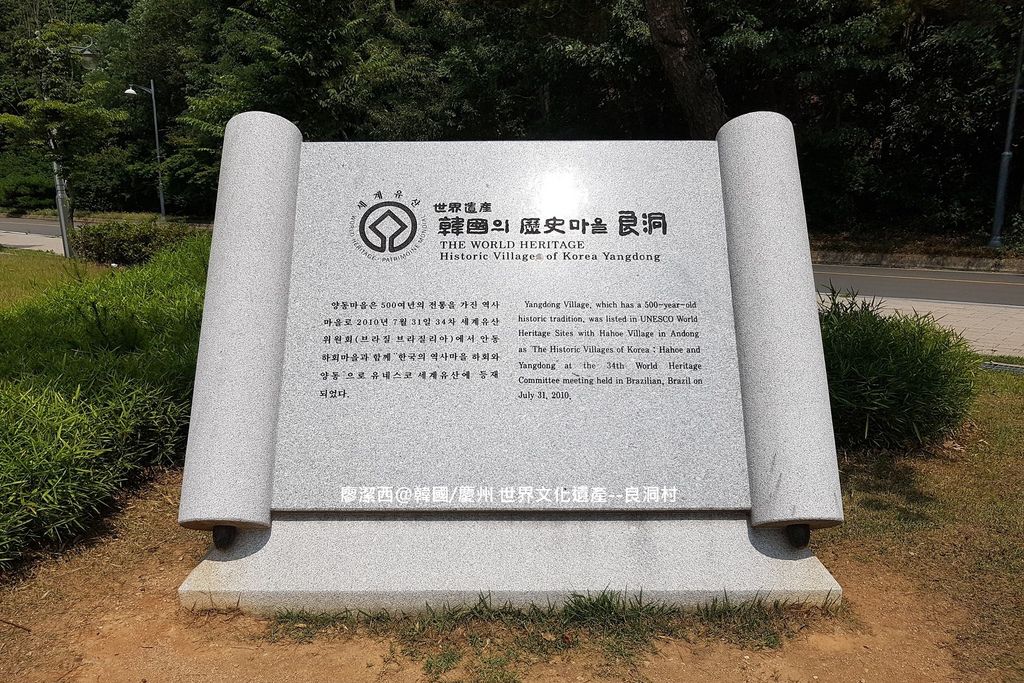 세계유산
WORLD HERITAGE · PATRIMOINE MONDIAL
世界遺産
韓國의 歷史마을 良洞
THE WORLD HERITAGE
Historic Villages of Korea Yangdong
양동마을은 500여년의 전통을 가진 역사
마을로 2010년 7월 31일 34차 세계유산
위원회(브라질 브라질리아)에서 안동
하회마을과 함께 "한국의 역사마을 하회와
양동"으로 유네스코 세계유산에 등재
되었다.
Yangdong Village, which has a 500-year-old
historic tradition, was listed in UNESCO World
Heritage Sites with Hahoe Village in Andong
as 'The Historic Villages of Korea : Hahoe and
Yangdong at the 34th World Heritage
Committee meeting held in Brazilian, Brazil on
July 31, 2010.
廖潔西@韓國/慶州 世界文化遺產--良洞村